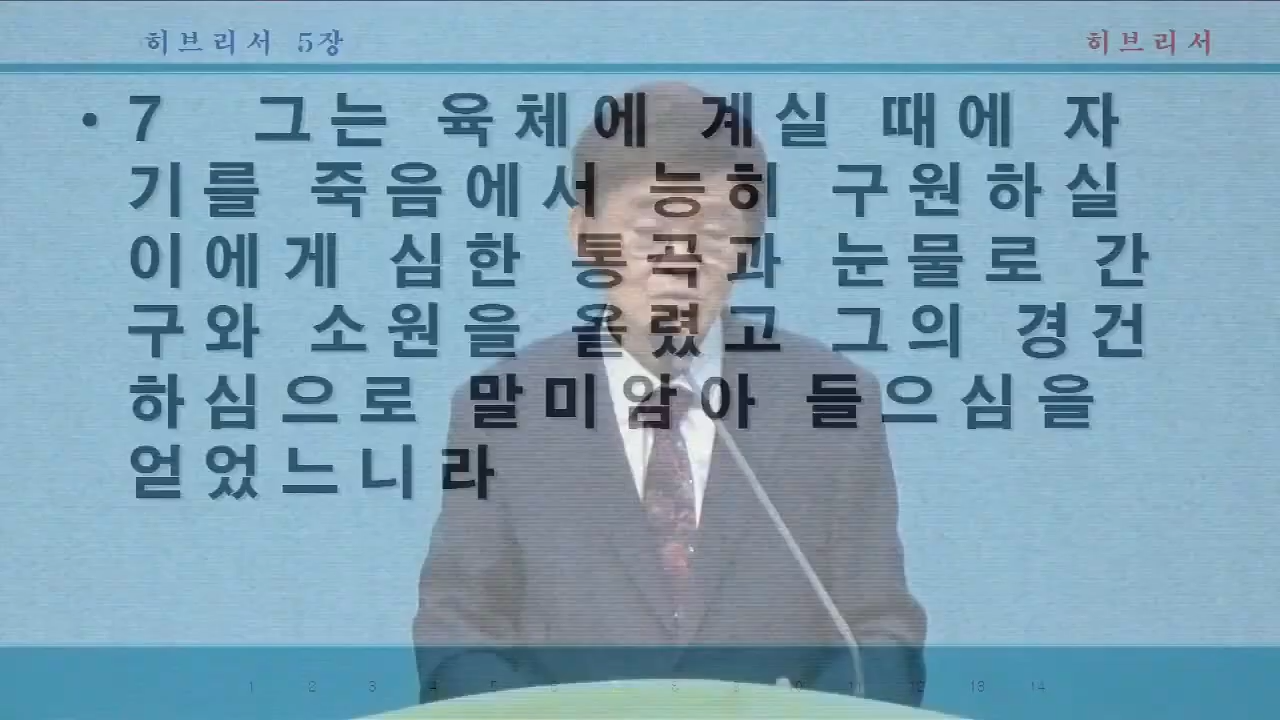 히브리서 5장
히브리서
• 7 그는 육체에 계실 때에 자
기를 죽음에서 능히 구원하실
이에게 심한 통곡과 눈물로 간
구와 소원을 올렸고 그의 경건
하심으로 말미암아 들으심을
얻었느니라
1 2 3 4 5 6 7 8 9 10 11 12 13 14